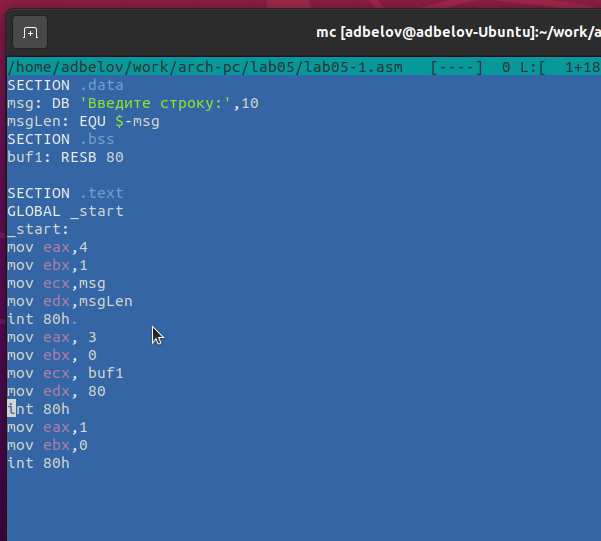 mc [adbelov@adbelov-Ubuntu]:~/work/a
/home/adbelov/work/arch-pc/lab05/lab05-1.asm [----] 0 L:[ 1+18
SECTION .data
msg: DB 'Введите строку:',10
msgLen: EQU $-msg
SECTION .bss
buf1: RESB 80
SECTION .text
GLOBAL _start
_start:
mov eax,4
mov ebx,1
mov ecx,msg
mov edx,msgLen
int 80h.
mov eax, 3
mov ebx, 0
mov ecx, buf1
mov edx, 80
int 80h
mov eax,1
mov ebx,0
int 80h